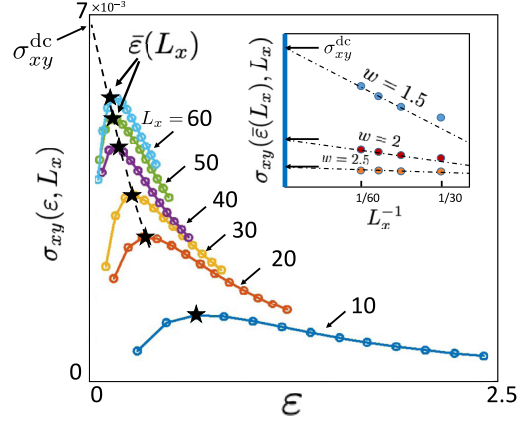 7 ×10⁻³
σ_xy^dc
ε̄(L_x)
L_x = 60
50
40
30
20
10
σ_xy(ε, L_x)
0
0
2.5
ε
σ_xy^dc
w = 1.5
w = 2
w = 2.5
σ_xy(ε̄(L_x), L_x)
1/60
1/30
L_x^-1